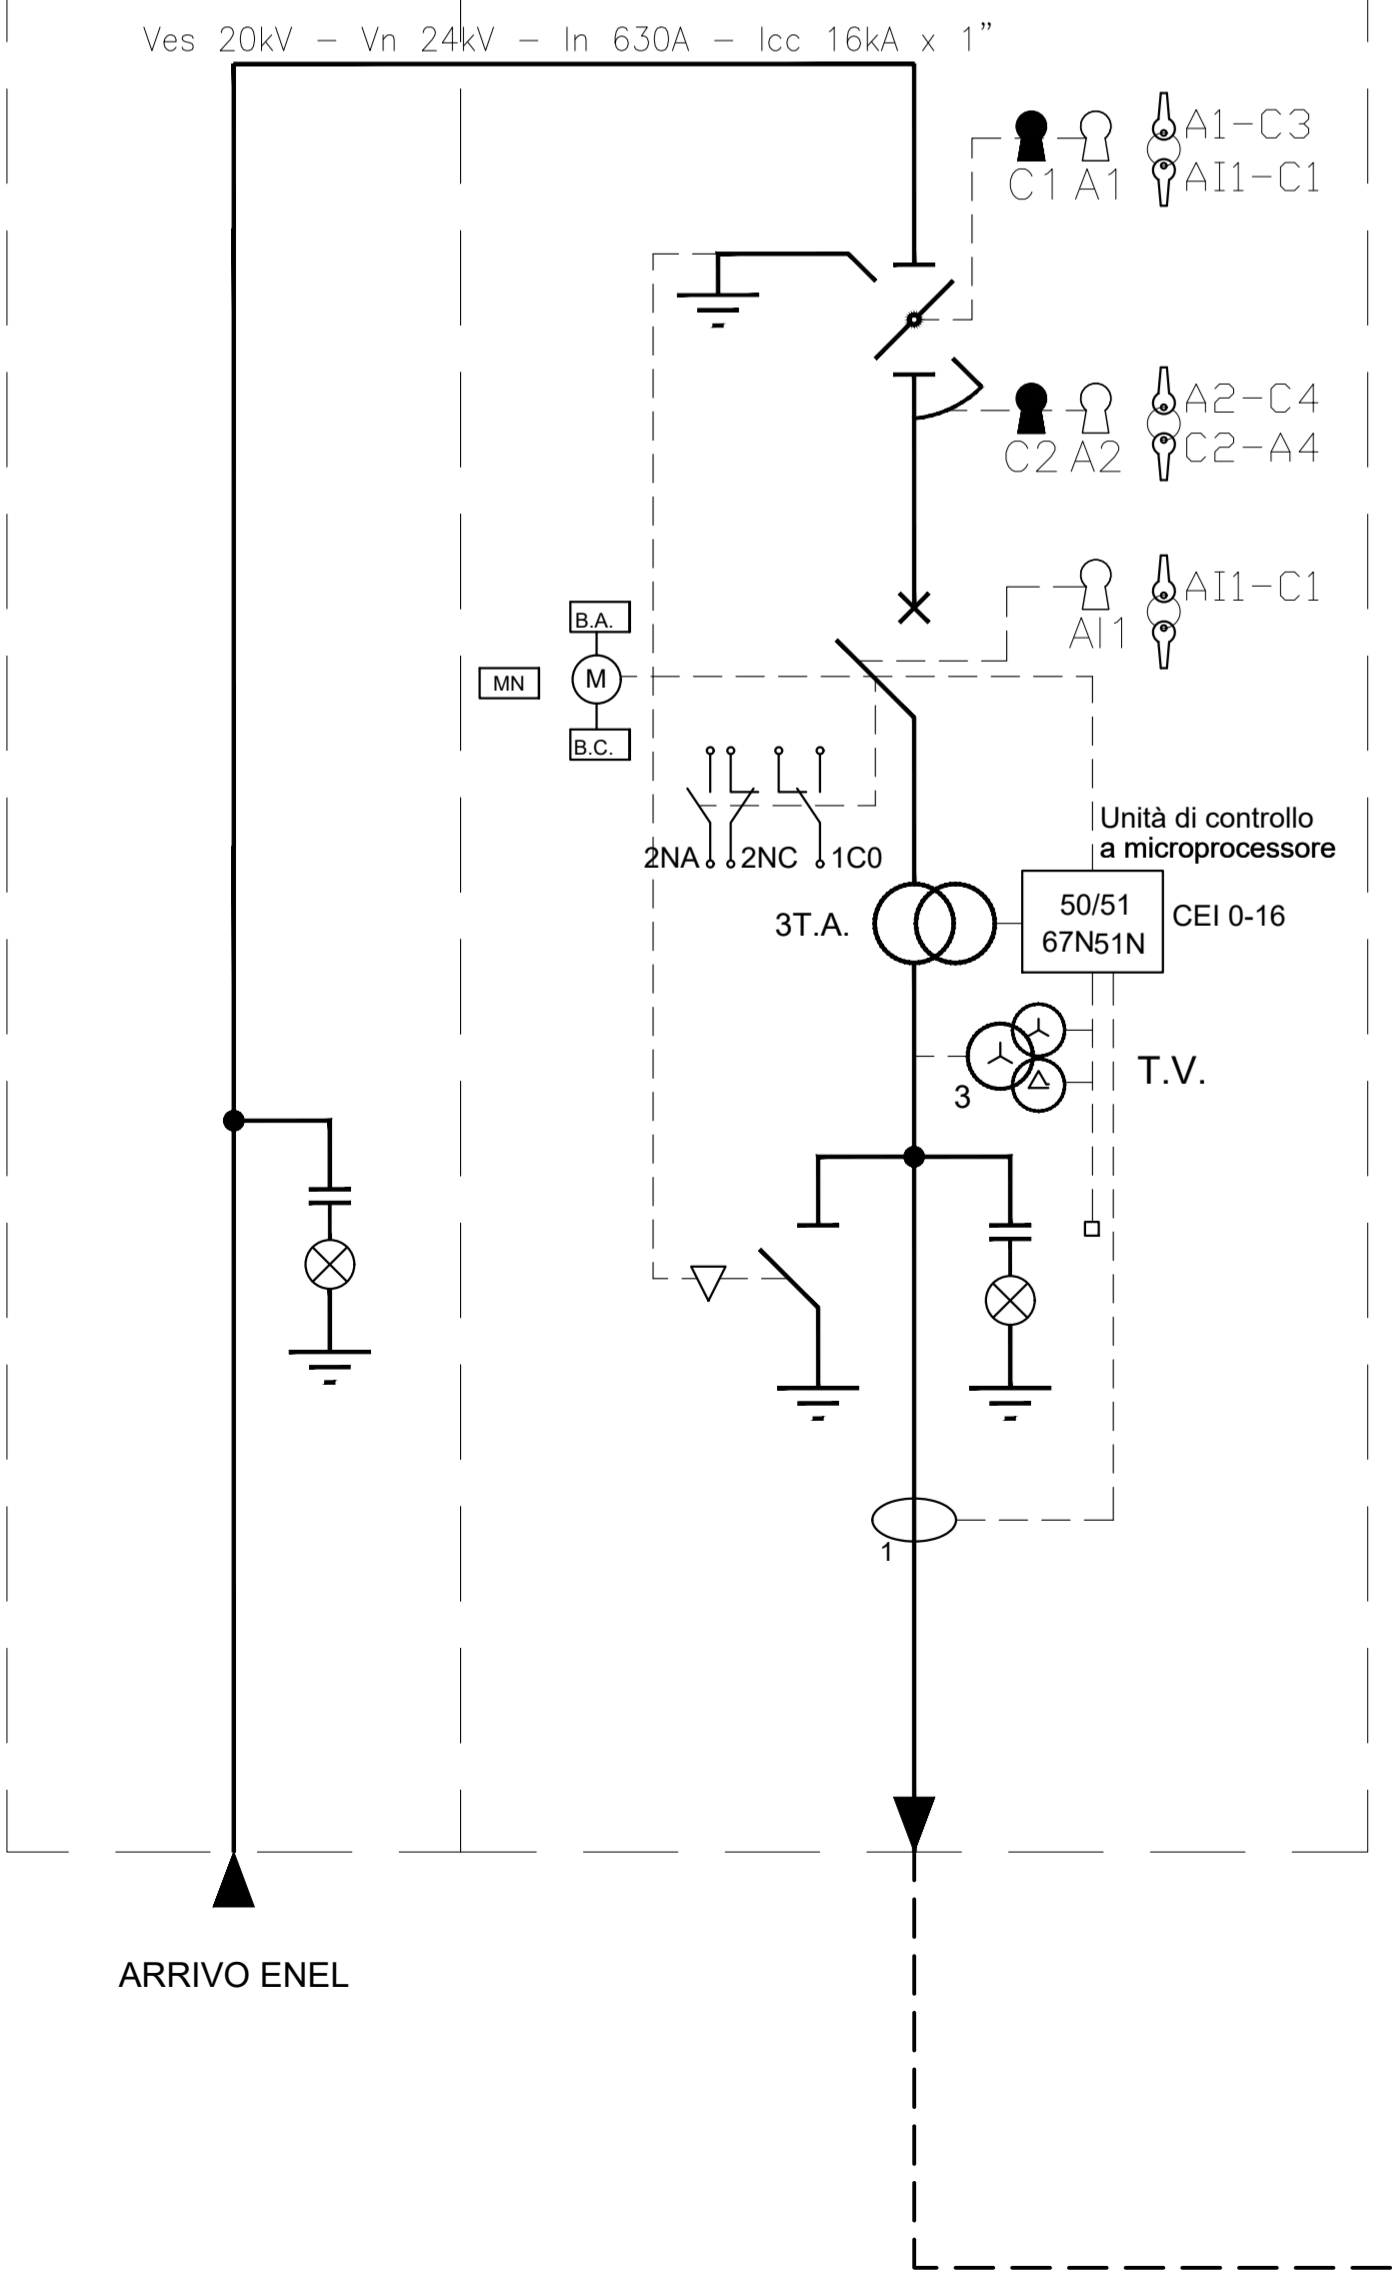 Ves 20kV – Vn 24kV – In 630A – Icc 16kA x 1”
A1-C3
C1 A1
AI1-C1
A2-C4
C2 A2
C2-A4
AI1-C1
AI1
B.A.
MN
M
B.C.
2NA
2NC
1C0
Unità di controllo
a microprocessore
3T.A.
50/51
67N51N
CEI 0-16
T.V.
3
1
ARRIVO ENEL